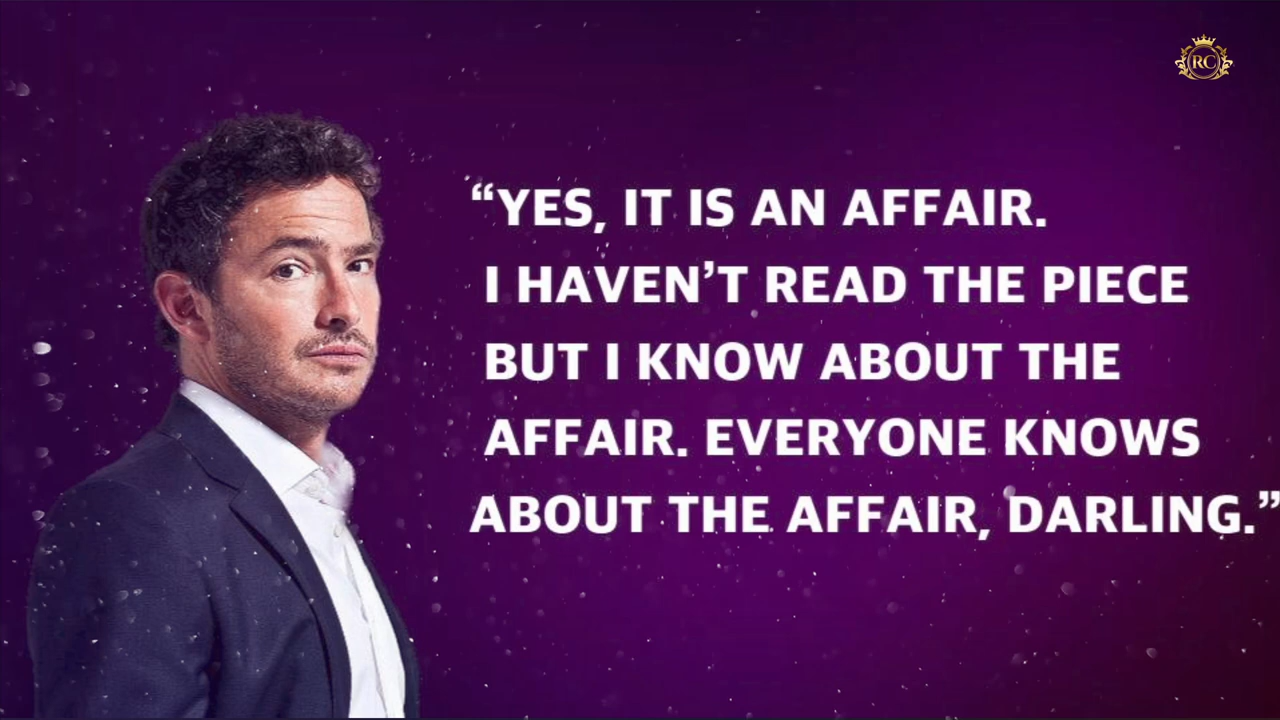 RC
“YES, IT IS AN AFFAIR.
I HAVEN’T READ THE PIECE
BUT I KNOW ABOUT THE
AFFAIR. EVERYONE KNOWS
ABOUT THE AFFAIR, DARLING.”